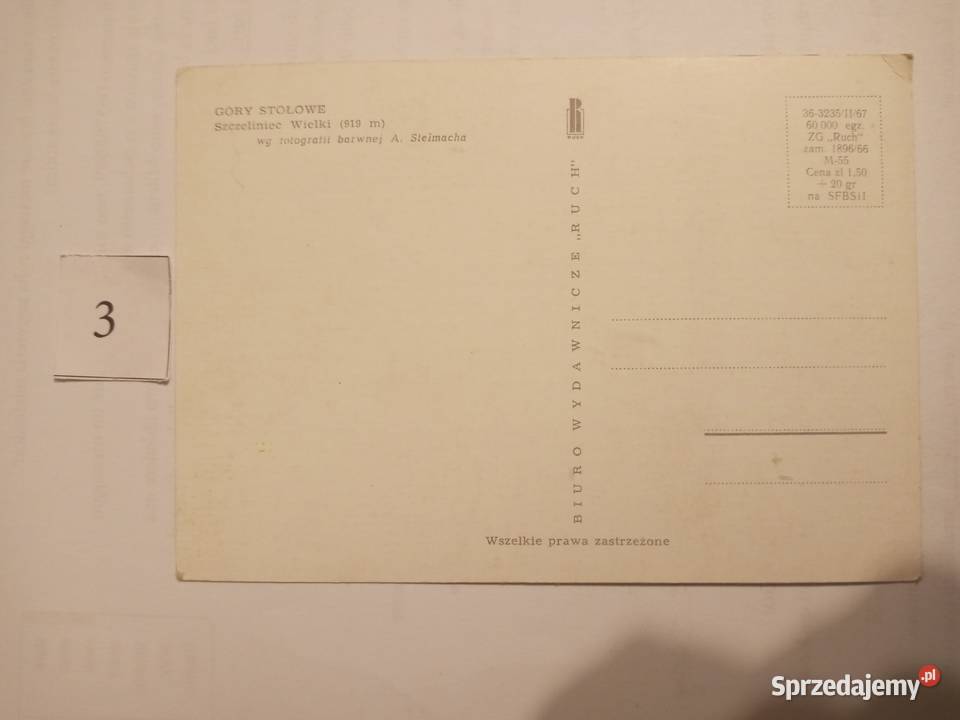 GÓRY STOŁOWE
Szczeliniec Wielki (919 m)
wg fotografii barwnej A. Stelmacha
RUCH
BIURO WYDAWNICZE „RUCH"
36-3235/II/67
60 000 egz.
ZG „Ruch"
zam. 1896/66
M-55
Cena zł 1,50
+ 20 gr
na SFBSiI
Wszelkie prawa zastrzeżone
3
Sprzedajemy.pl